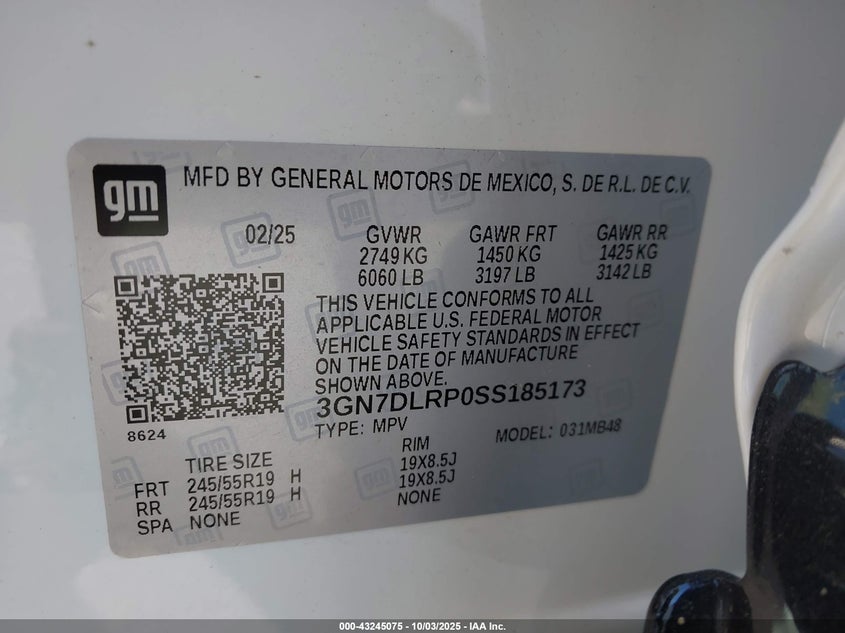 gm MFD BY GENERAL MOTORS DE MEXICO, S. DE R.L. DE C.V.
02/25 GVWR GAWR FRT GAWR RR
2749 KG 1450 KG 1425 KG
6060 LB 3197 LB 3142 LB
THIS VEHICLE CONFORMS TO ALL
APPLICABLE U.S. FEDERAL MOTOR
VEHICLE SAFETY STANDARDS IN EFFECT
ON THE DATE OF MANUFACTURE
SHOWN ABOVE.
3GN7DLRP0SS185173
8624
TYPE: MPV MODEL: 031MB48
TIRE SIZE RIM
FRT 245/55R19 H 19X8.5J
RR 245/55R19 H 19X8.5J
SPA NONE NONE
000-43245075 - 10/03/2025 - IAA Inc.